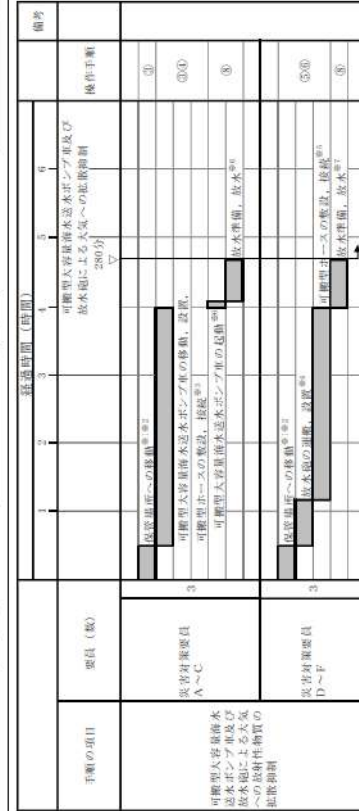 経過時間（時間）
備考
手順の項目
要員（数）
1 2 3 4 5 6
操作手順
可搬型大容量海水送水ポンプ車及び
放水砲による大気への拡散抑制
280分
▽
可搬型大容量海水
送水ポンプ車及び
放水砲による大気
への放射性物質の
拡散抑制
災害対策要員
A～C
3
保管場所への移動※1※2
③
可搬型大容量海水送水ポンプ車の移動，設置，
可搬型ホースの敷設，接続※3
③④
可搬型大容量海水送水ポンプ車の起動※6
放水準備，放水※6
⑧
災害対策要員
D～F
3
保管場所への移動※1※2
放水砲の運搬，設置※4
可搬型ホースの敷設，接続※5
⑤⑥
放水準備，放水※7
⑧